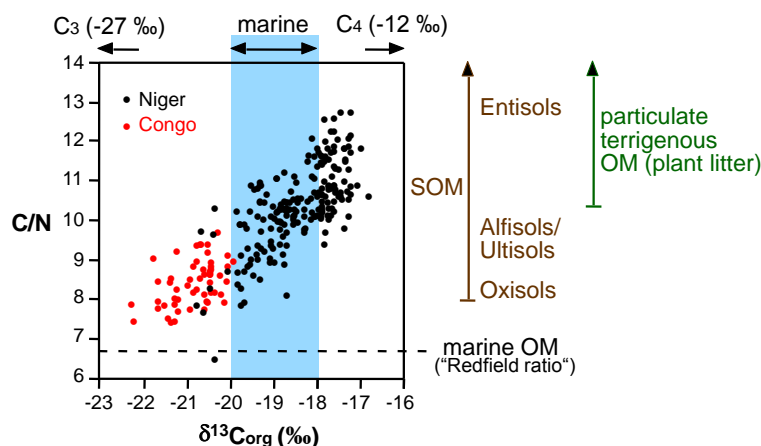 C3 (-27 ‰)
marine
C4 (-12 ‰)
14
13
12
11
10
9
8
7
6
C/N
Niger
Congo
-23
-22
-21
-20
-19
-18
-17
-16
δ13Corg (‰)
SOM
Entisols
Alfisols/
Ultisols
Oxisols
particulate
terrigenous
OM (plant litter)
marine OM
(“Redfield ratio“)